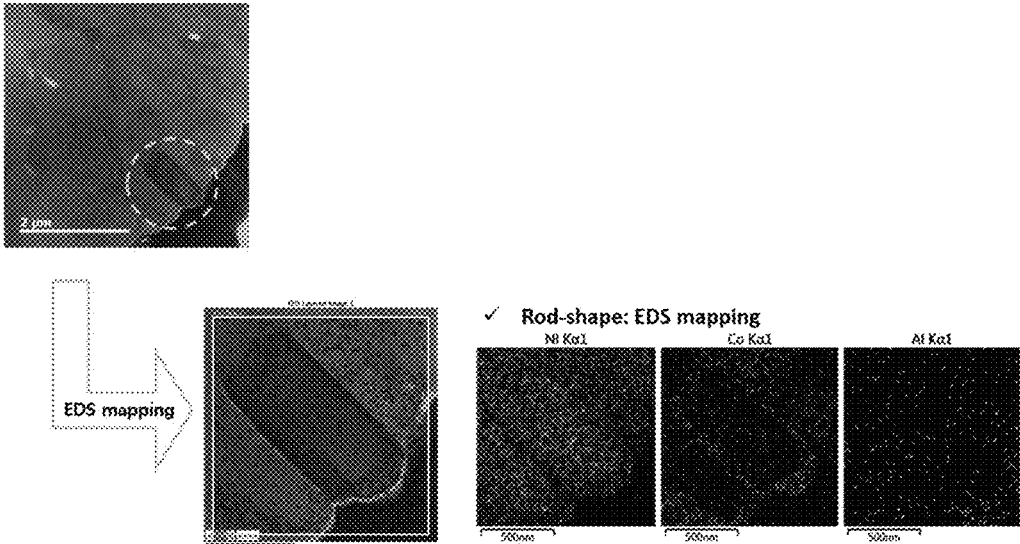 2 μm
EDS mapping
✓ Rod-shape: EDS mapping
Ni Kα1
Co Kα1
Al Kα1
500nm
500nm
500nm